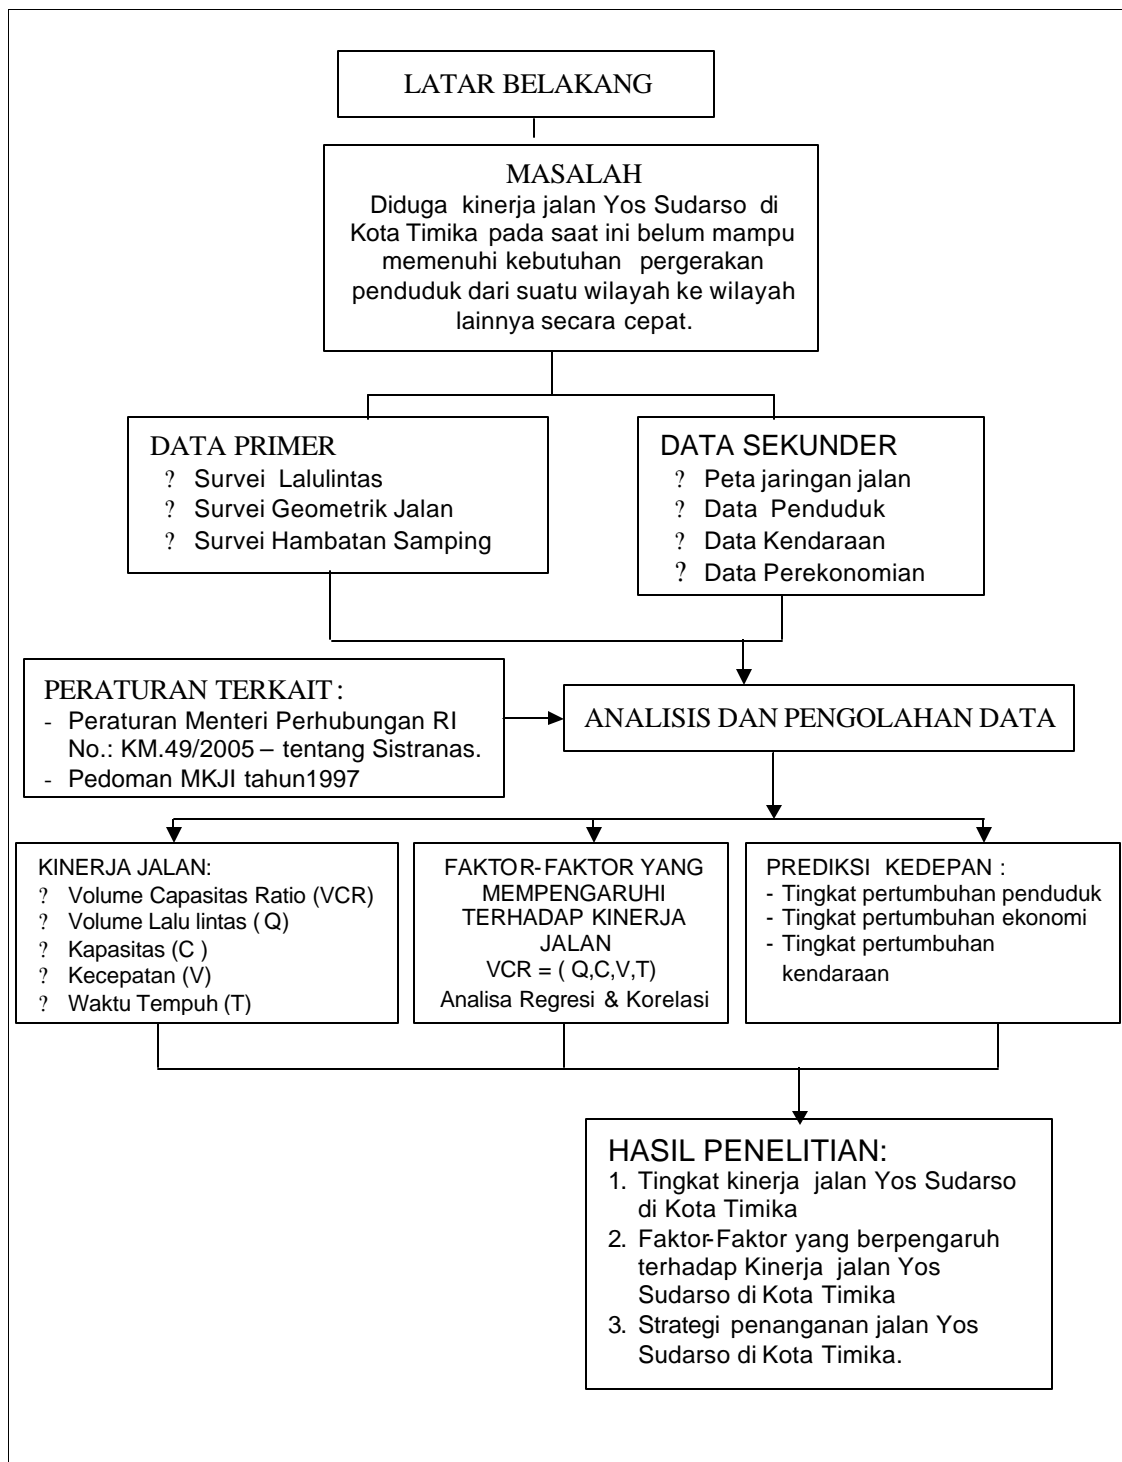 LATAR BELAKANG
MASALAH
Diduga kinerja jalan Yos Sudarso di
Kota Timika pada saat ini belum mampu
memenuhi kebutuhan pergerakan
penduduk dari suatu wilayah ke wilayah
lainnya secara cepat.
DATA PRIMER
? Survei Lalulintas
? Survei Geometrik Jalan
? Survei Hambatan Samping
DATA SEKUNDER
? Peta jaringan jalan
? Data Penduduk
? Data Kendaraan
? Data Perekonomian
PERATURAN TERKAIT :
- Peraturan Menteri Perhubungan RI
No.: KM.49/2005 – tentang Sistranas.
- Pedoman MKJI tahun1997
ANALISIS DAN PENGOLAHAN DATA
KINERJA JALAN:
? Volume Capasitas Ratio (VCR)
? Volume Lalu lintas ( Q)
? Kapasitas (C )
? Kecepatan (V)
? Waktu Tempuh (T)
FAKTOR-FAKTOR YANG
MEMPENGARUHI
TERHADAP KINERJA
JALAN
VCR = ( Q,C,V,T)
Analisa Regresi & Korelasi
PREDIKSI KEDEPAN :
- Tingkat pertumbuhan penduduk
- Tingkat pertumbuhan ekonomi
- Tingkat pertumbuhan
kendaraan
HASIL PENELITIAN:
1. Tingkat kinerja jalan Yos Sudarso
di Kota Timika
2. Faktor-Faktor yang berpengaruh
terhadap Kinerja jalan Yos
Sudarso di Kota Timika
3. Strategi penanganan jalan Yos
Sudarso di Kota Timika.